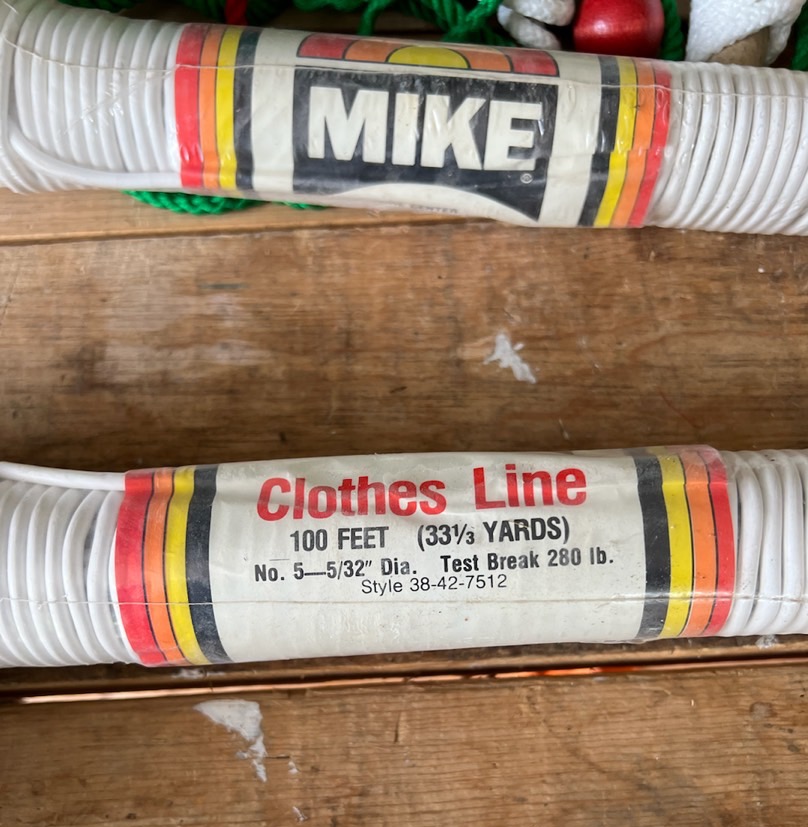 MIKE
®
CENTER
Clothes Line
100 FEET (33⅓ YARDS)
No. 5—5/32" Dia. Test Break 280 lb.
Style 38-42-7512